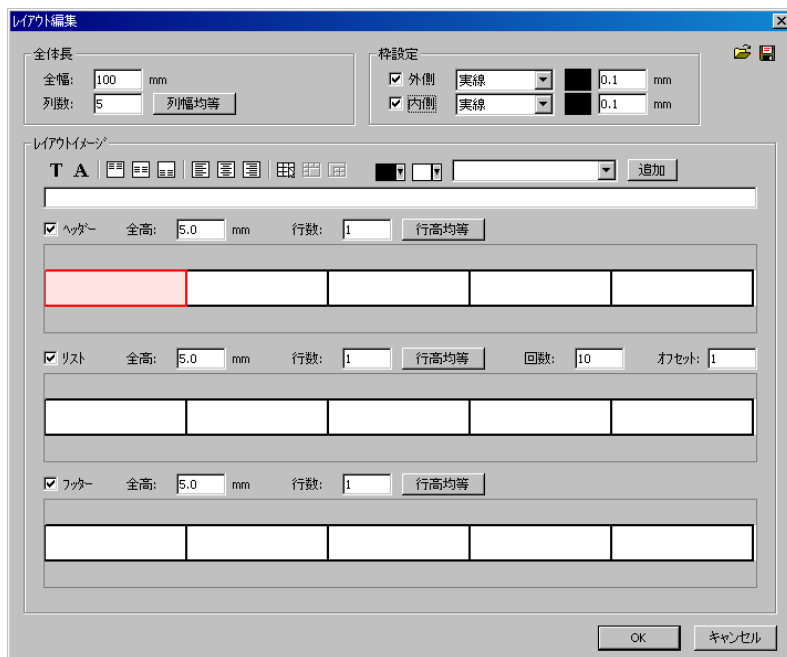 レイアウト編集
全体長
全幅: 100 mm
列数: 5 列幅均等
枠設定
外側 実線 0.1 mm
内側 実線 0.1 mm
レイアウトイメージ
T A 追加
ヘッダー 全高: 5.0 mm 行数: 1 行高均等
リスト 全高: 5.0 mm 行数: 1 行高均等 回数: 10 オフセット: 1
フッター 全高: 5.0 mm 行数: 1 行高均等
OK キャンセル